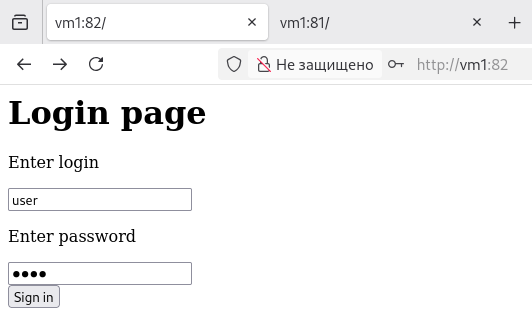 vm1:82/
vm1:81/
Не защищено
http://vm1:82
Login page
Enter login
user
Enter password
●●●●
Sign in